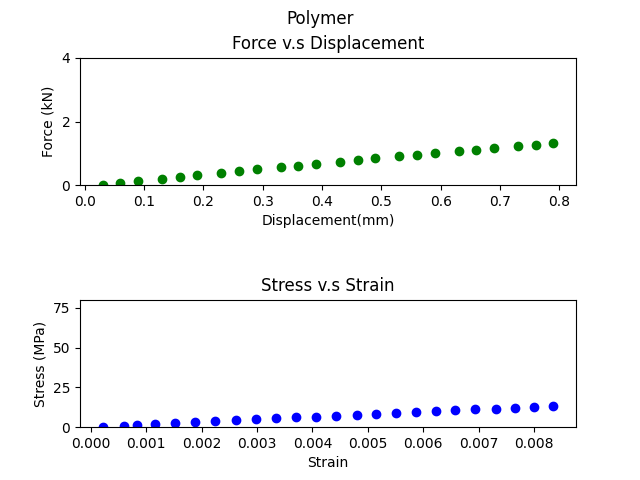 Polymer
Force v.s Displacement
4
2
0
Force (kN)
0.0 0.1 0.2 0.3 0.4 0.5 0.6 0.7 0.8
Displacement(mm)
Stress v.s Strain
75
50
25
0
Stress (MPa)
0.000 0.001 0.002 0.003 0.004 0.005 0.006 0.007 0.008
Strain